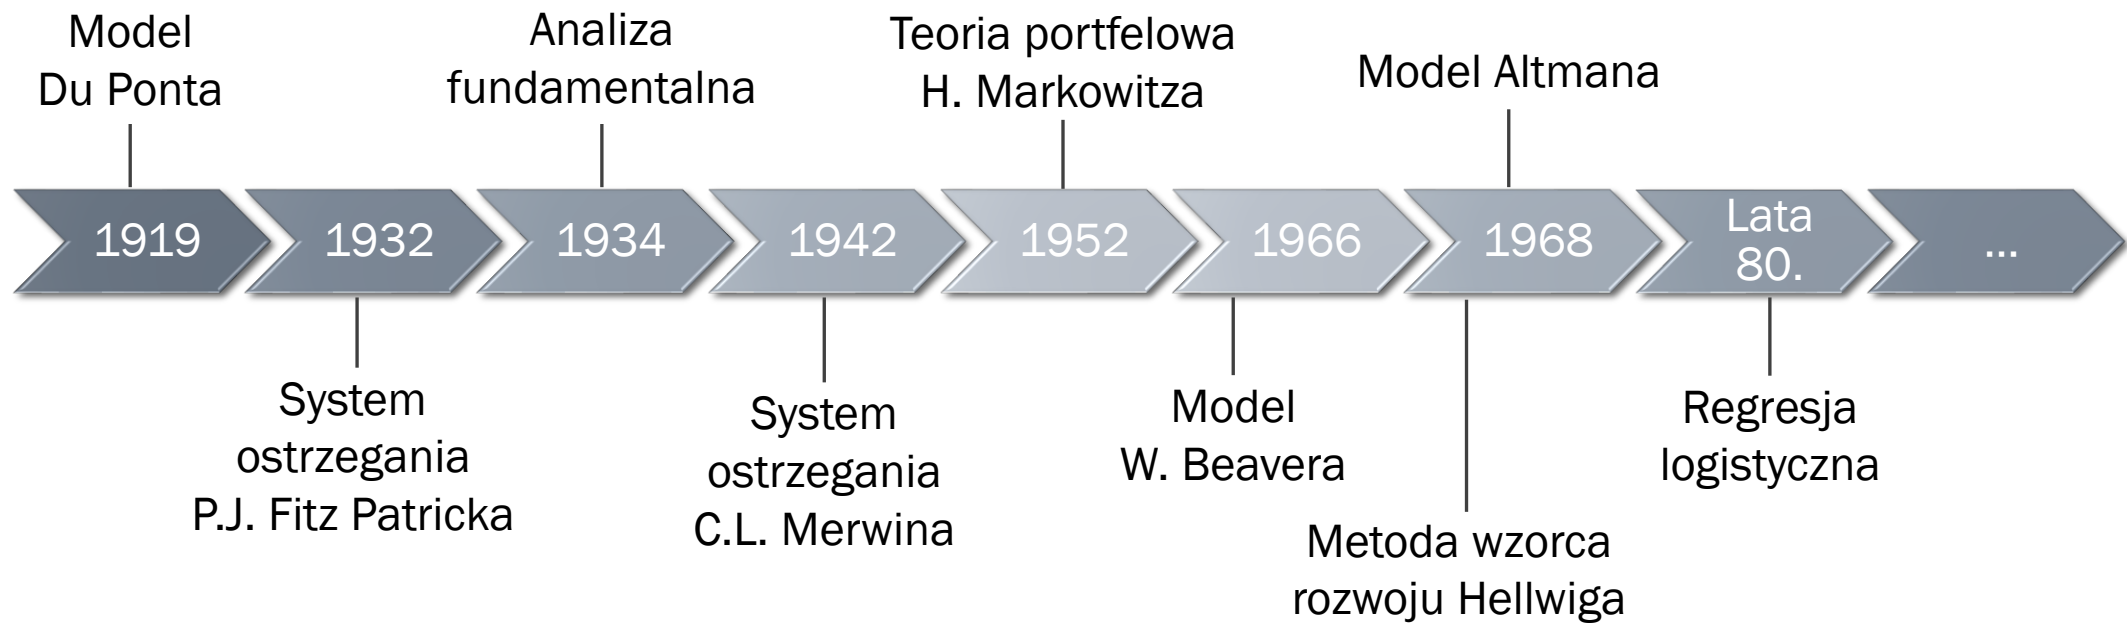 Model
Du Ponta
Analiza
fundamentalna
Teoria portfelowa
H. Markowitza
Model Altmana
1919
1932
1934
1942
1952
1966
1968
Lata
80.
...
System
ostrzegania
P.J. Fitz Patricka
System
ostrzegania
C.L. Merwina
Model
W. Beavera
Metoda wzorca
rozwoju Hellwiga
Regresja
logistyczna